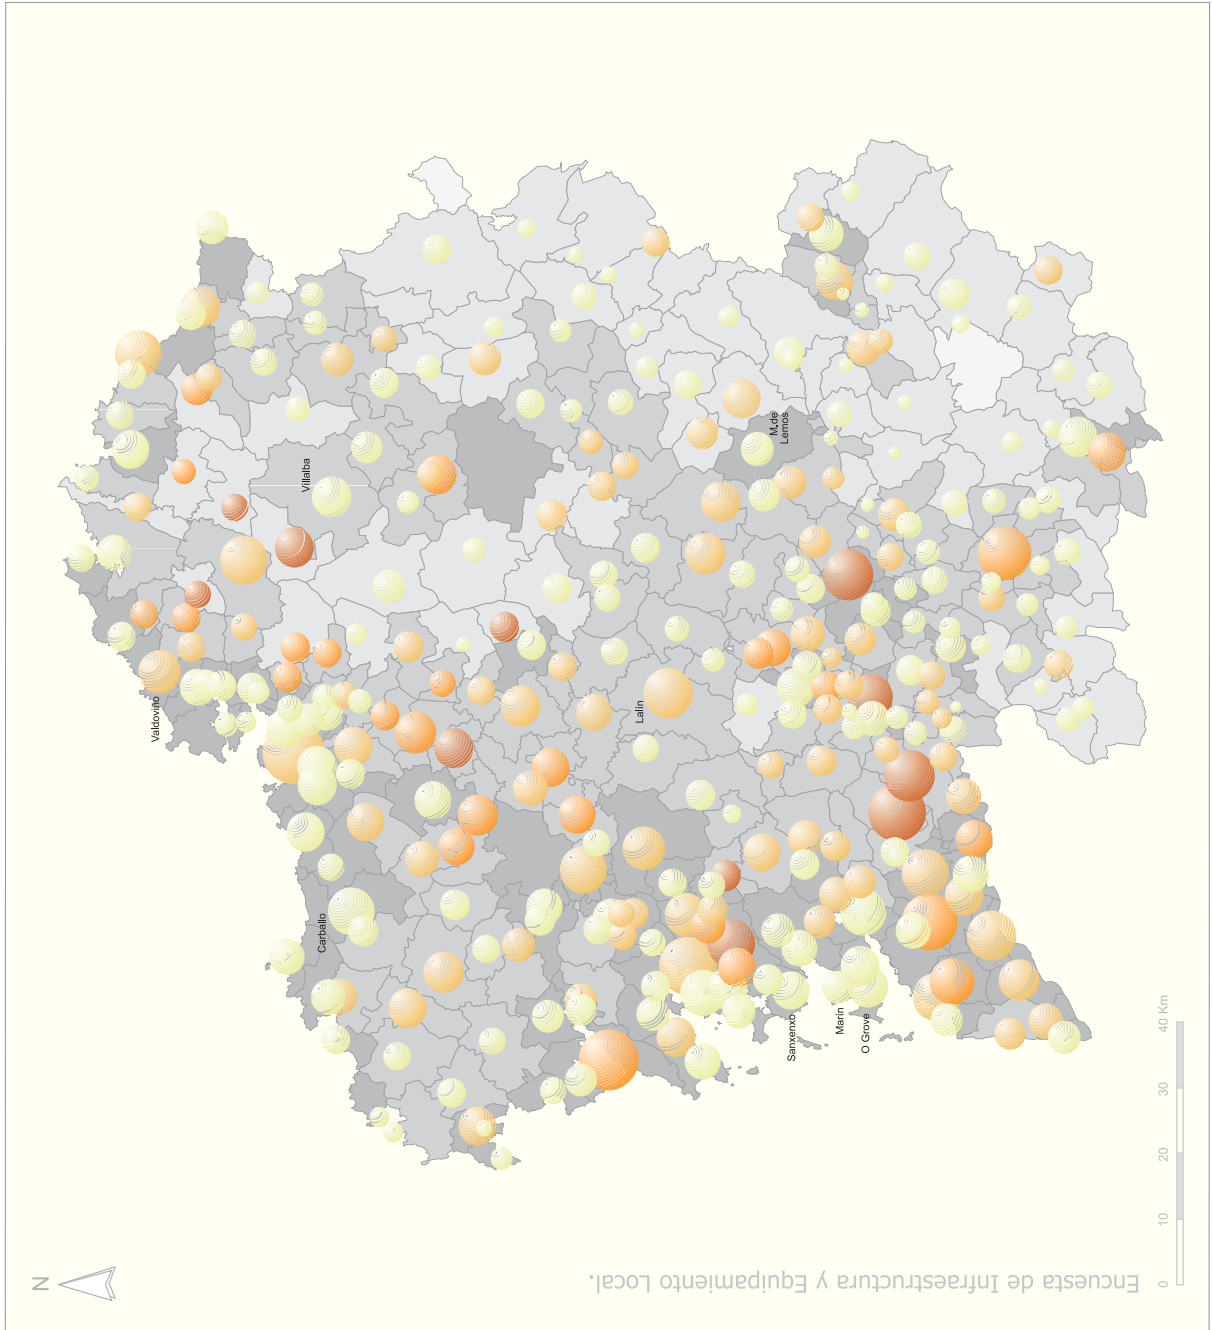 Valdoviño
Villalba
Carballo
Lalín
M. de
Lemos
Sanxenxo
Marín
O Grove
N
Encuesta de Infraestructura y Equipamiento Local.
0 10 20 30 40 Km